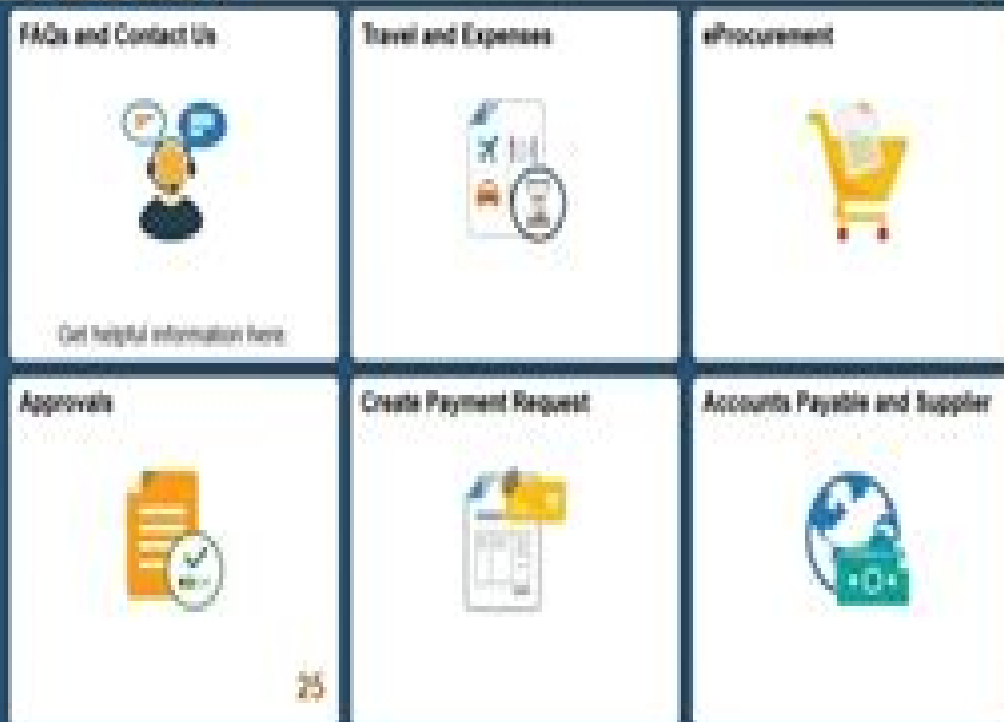 FAQs and Contact Us
Travel and Expenses
eProcurement
Get helpful information here
Approvals
Create Payment Request
Accounts Payable and Supplier
25